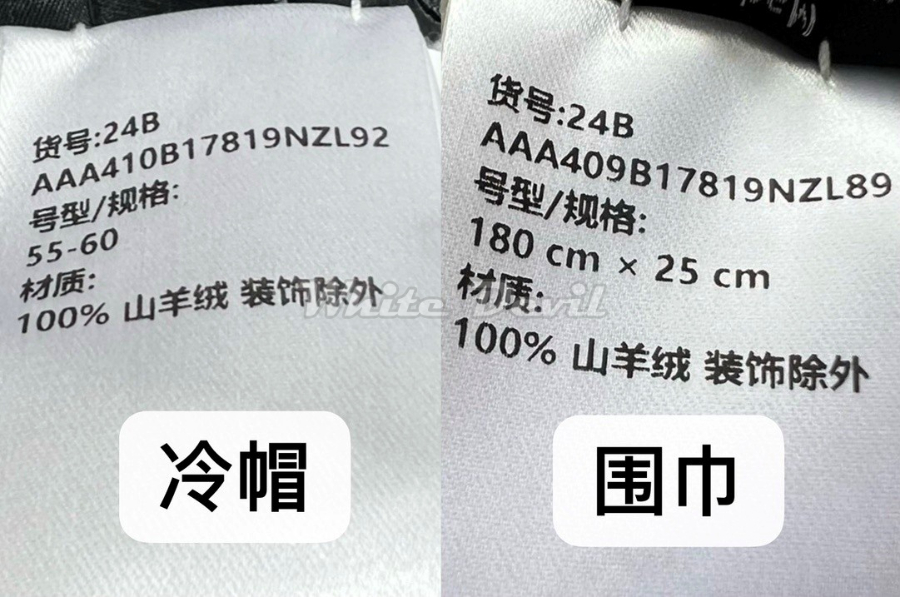 货号:24B
AAA410B17819NZL92
号型/规格:
55-60
材质:
100% 山羊绒 装饰除外
冷帽
货号:24B
AAA409B17819NZL89
号型/规格:
180 cm × 25 cm
材质:
100% 山羊绒 装饰除外
围巾
White Devil